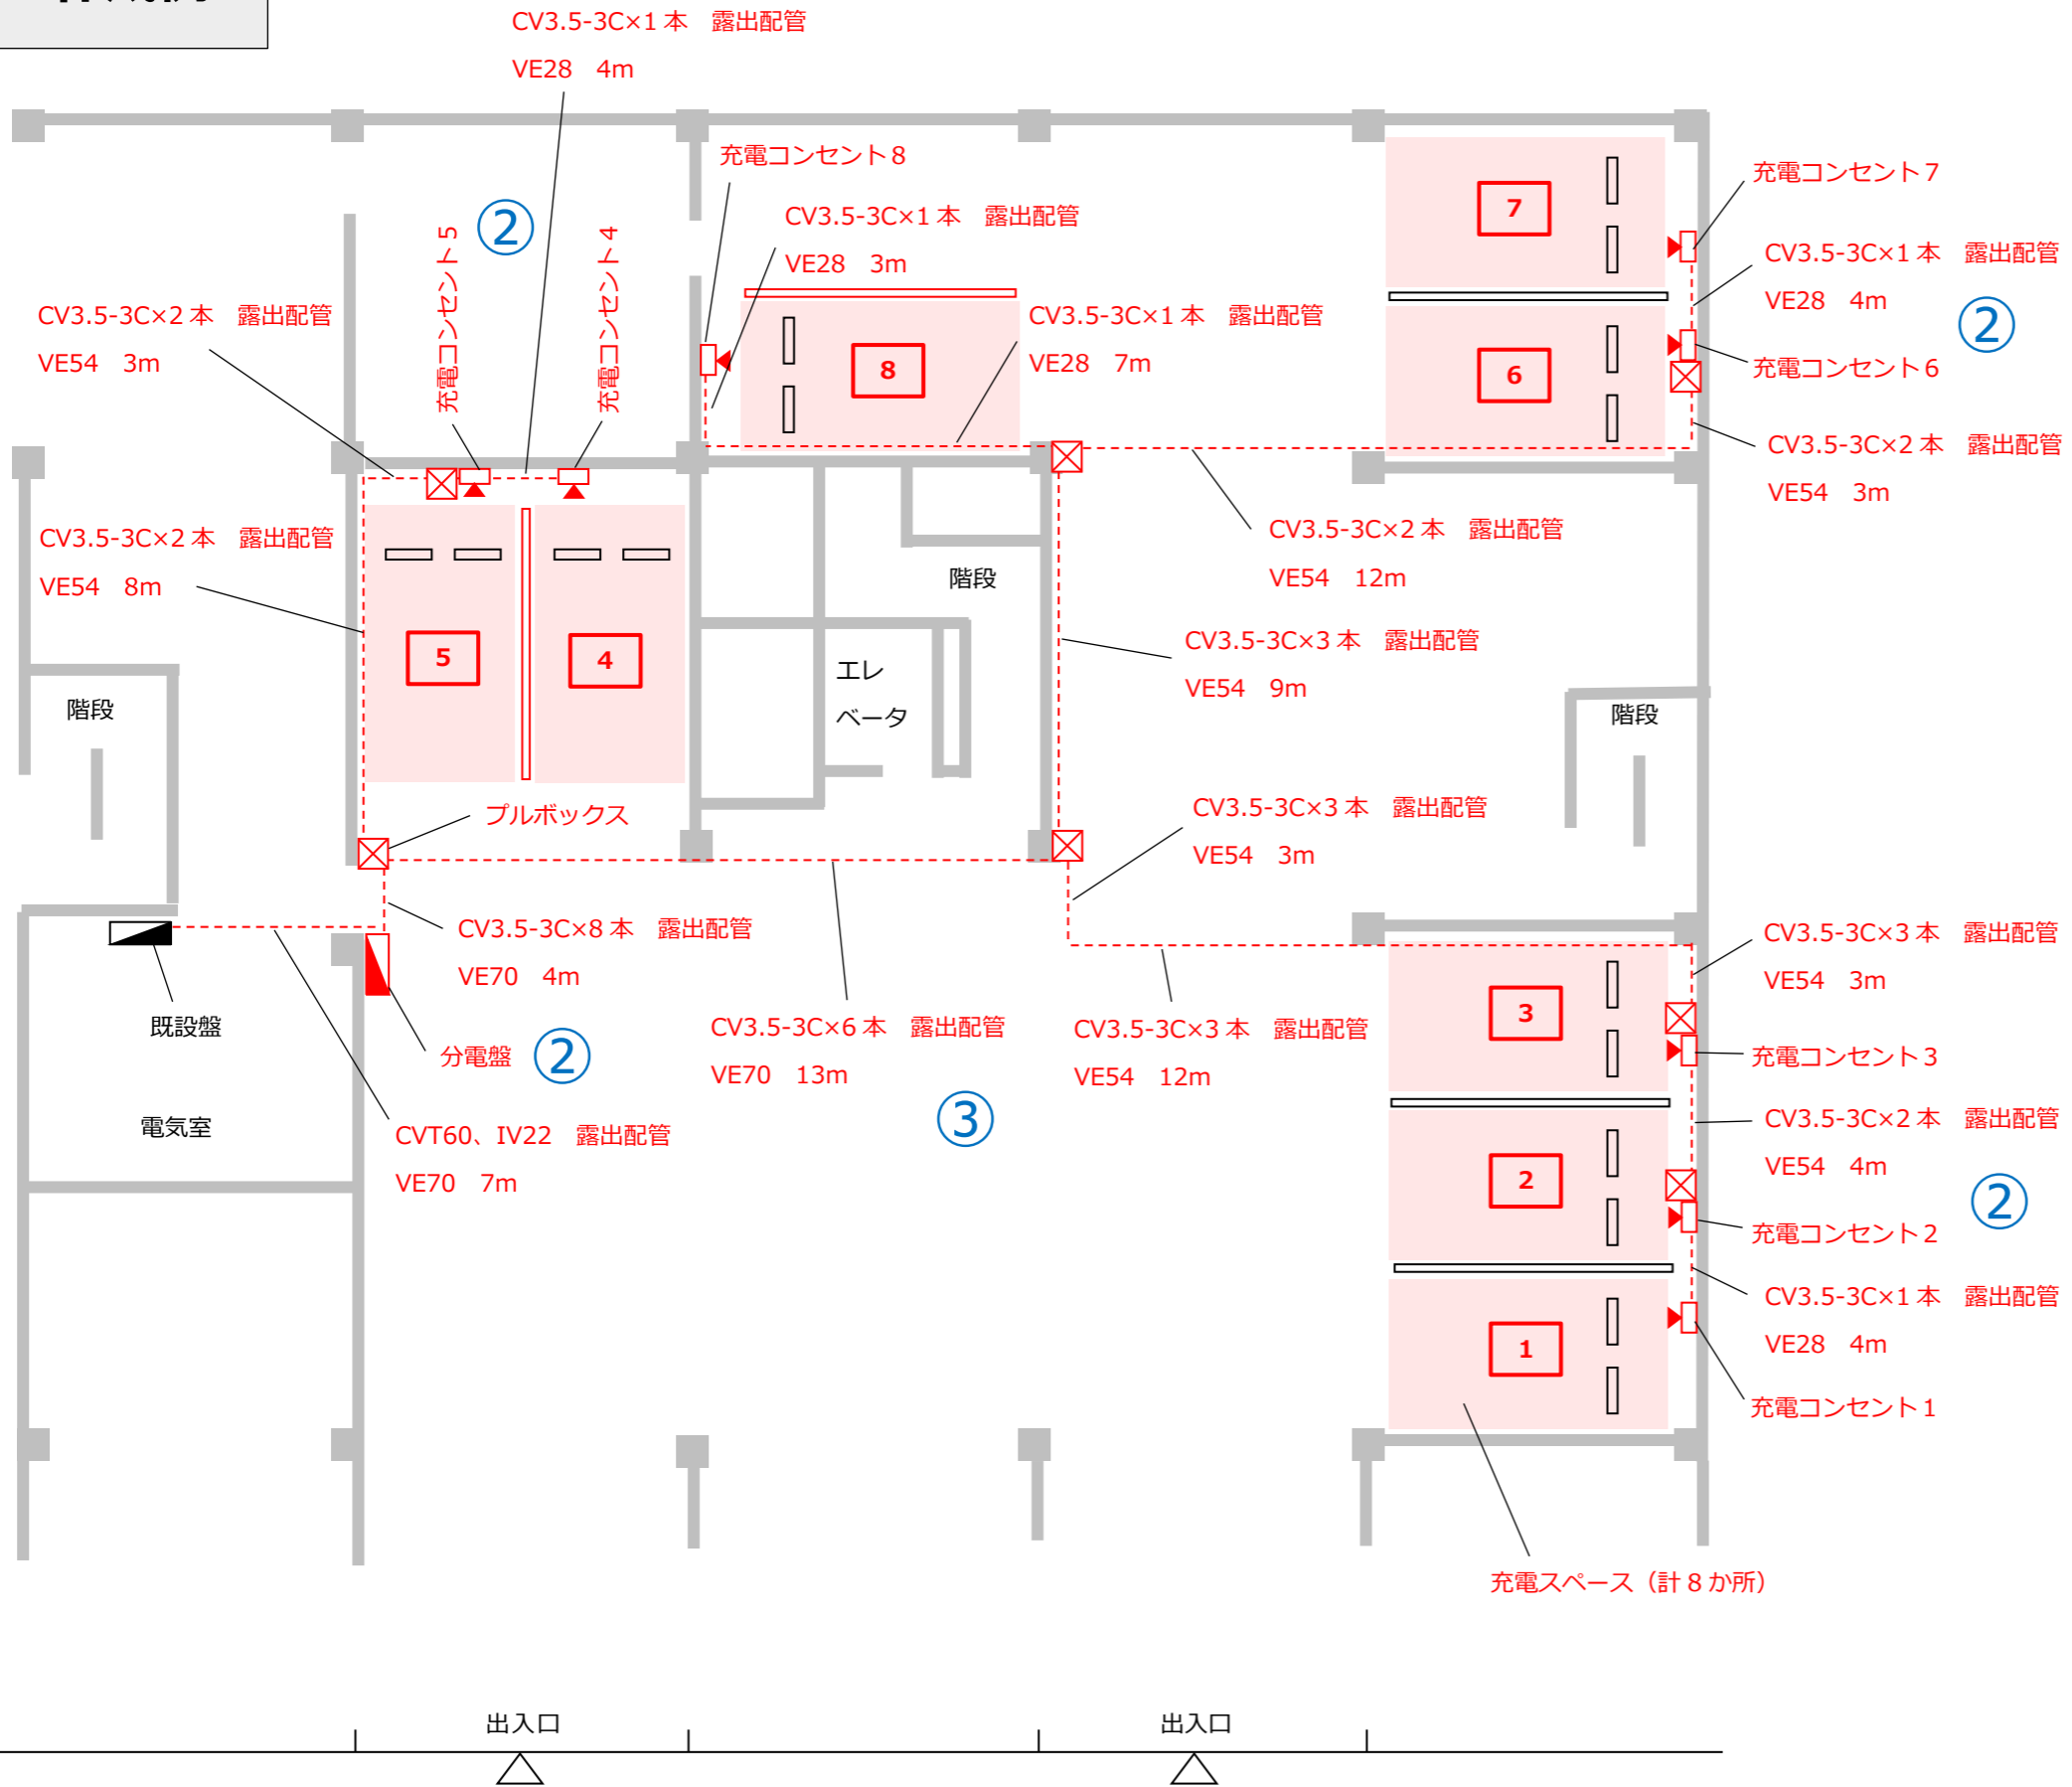 CV3.5-3C×1 本　露出配管
VE28　4m
充電コンセント8
充電コンセント7
②
7
CV3.5-3C×1 本　露出配管
VE28　3m
CV3.5-3C×1 本　露出配管
VE28　4m
充電コンセント5
充電コンセント4
CV3.5-3C×2 本　露出配管
VE54　3m
CV3.5-3C×1 本　露出配管
VE28　7m
②
8
6
充電コンセント6
CV3.5-3C×2 本　露出配管
VE54　3m
CV3.5-3C×2 本　露出配管
VE54　8m
CV3.5-3C×2 本　露出配管
VE54　12m
階段
5
4
エレ
ベータ
CV3.5-3C×3 本　露出配管
VE54　9m
階段
階段
プルボックス
CV3.5-3C×3 本　露出配管
VE54　3m
CV3.5-3C×8 本　露出配管
VE70　4m
CV3.5-3C×3 本　露出配管
VE54　3m
既設盤
分電盤
②
CV3.5-3C×6 本　露出配管
VE70　13m
CV3.5-3C×3 本　露出配管
VE54　12m
3
充電コンセント3
電気室
CVT60、IV22　露出配管
VE70　7m
③
CV3.5-3C×2 本　露出配管
VE54　4m
2
②
充電コンセント2
CV3.5-3C×1 本　露出配管
VE28　4m
1
充電コンセント1
充電スペース（計 8 か所）
出入口
出入口